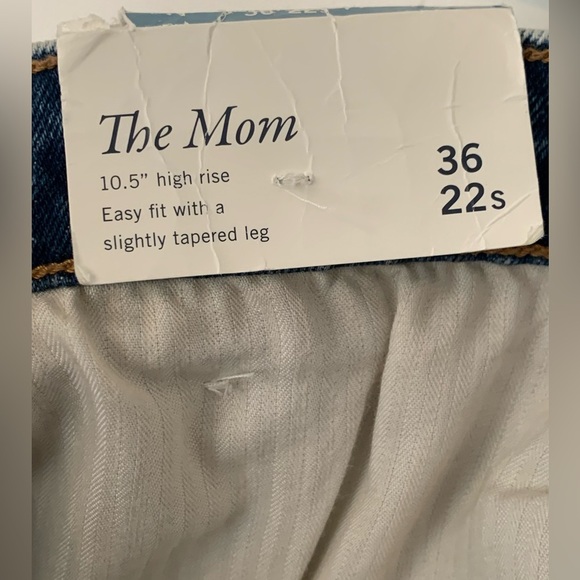 The Mom
10.5” high rise
Easy fit with a
slightly tapered leg
36
22s